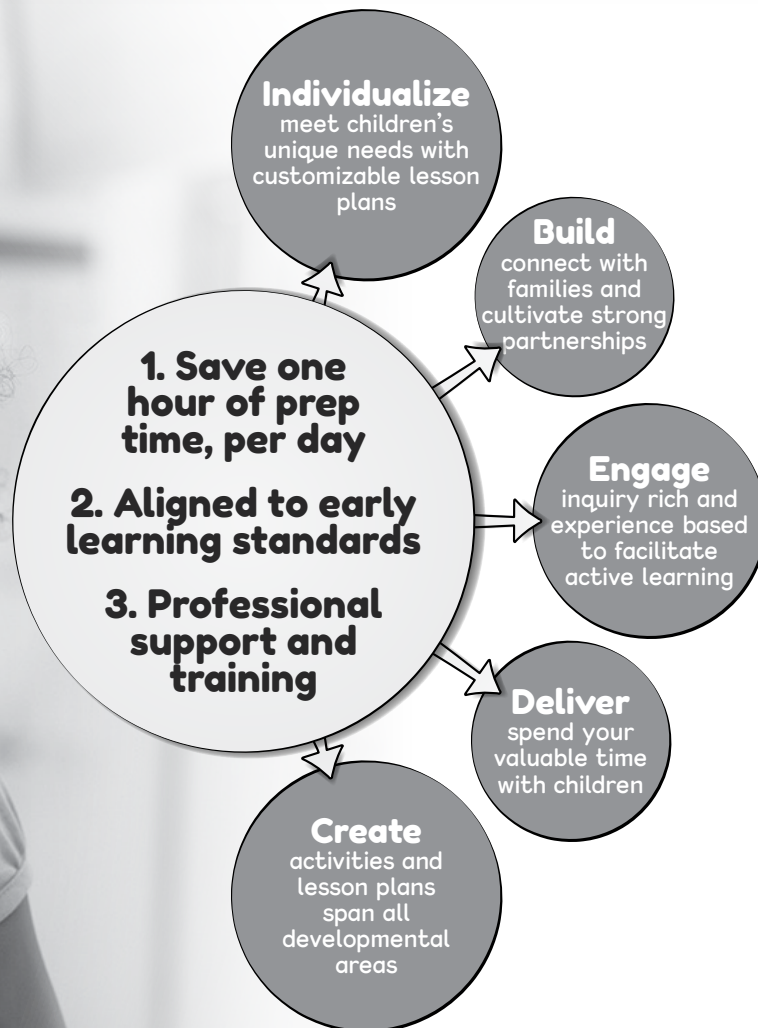 Individualize
meet children's
unique needs with
customizable lesson
plans
Build
connect with
families and
cultivate strong
partnerships
1. Save one
hour of prep
time, per day
2. Aligned to early
learning standards
3. Professional
support and
training
Engage
inquiry rich and
experience based
to facilitate
active learning
Deliver
spend your
valuable time
with children
Create
activities and
lesson plans
span all
developmental
areas